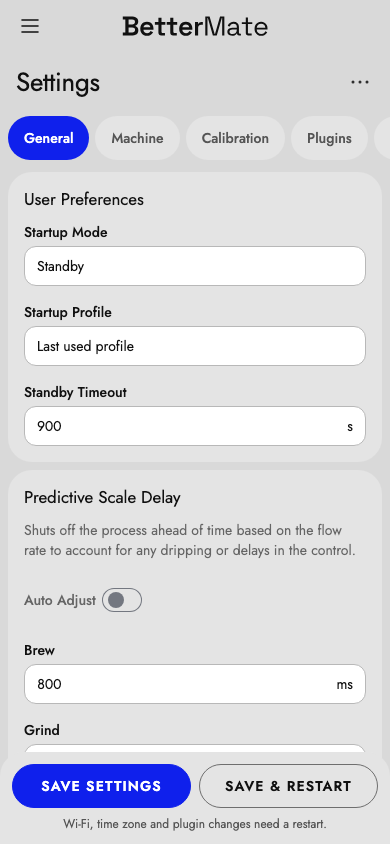 BetterMate
Settings
General
Machine
Calibration
Plugins
User Preferences
Startup Mode
Standby
Startup Profile
Last used profile
Standby Timeout
900 s
Predictive Scale Delay
Shuts off the process ahead of time based on the flow
rate to account for any dripping or delays in the control.
Auto Adjust
Brew
800 ms
Grind
SAVE SETTINGS
SAVE & RESTART
Wi-Fi, time zone and plugin changes need a restart.